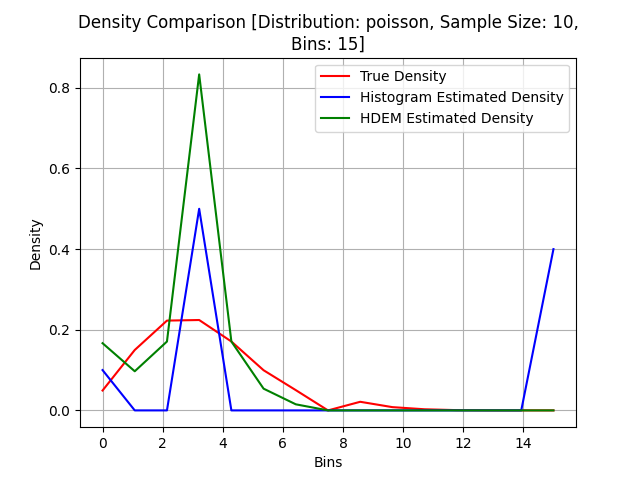 Density Comparison [Distribution: poisson, Sample Size: 10,
Bins: 15]
True Density
Histogram Estimated Density
HDEM Estimated Density
Density
0.8
0.6
0.4
0.2
0.0
0 2 4 6 8 10 12 14
Bins